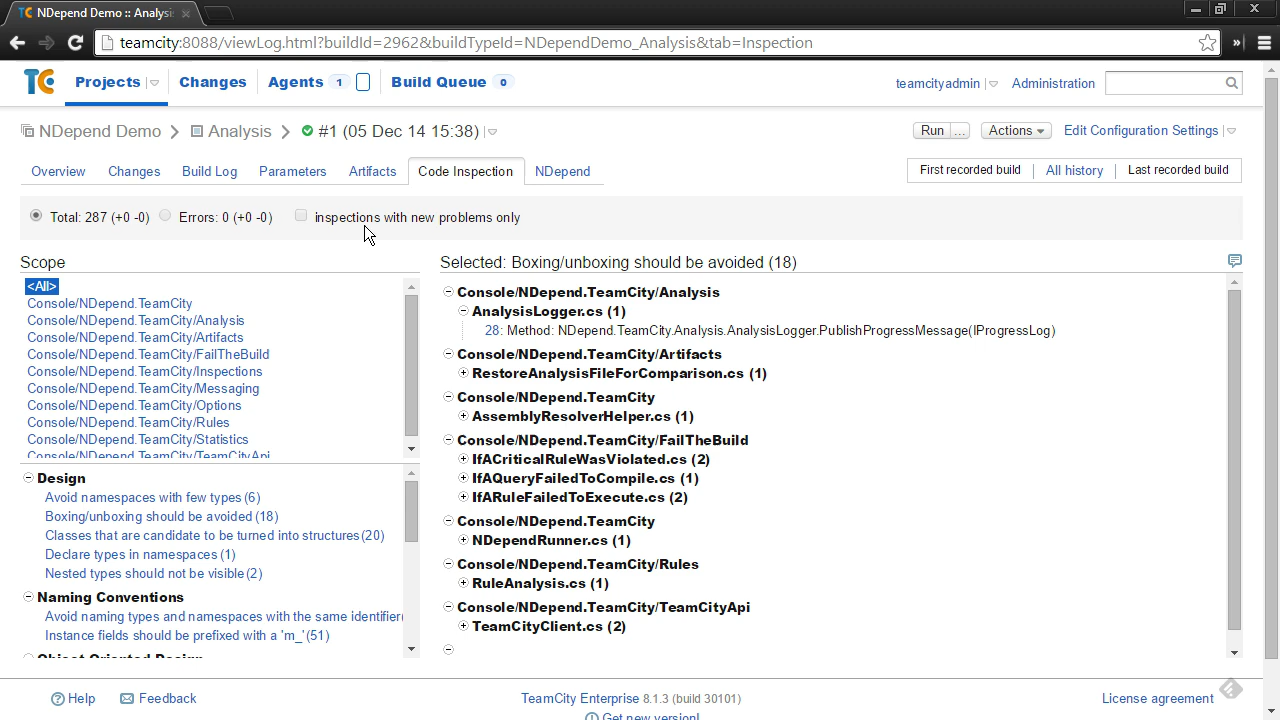 NDepend Demo :: Analysis
teamcity:8088/viewLog.html?buildId=2962&buildTypeId=NDependDemo_Analysis&tab=Inspection
TC Projects Changes Agents 1 Build Queue 0 teamcityadmin Administration
NDepend Demo Analysis #1 (05 Dec 14 15:38) Run ... Actions Edit Configuration Settings
Overview Changes Build Log Parameters Artifacts Code Inspection NDepend First recorded build All history Last recorded build
Total: 287 (+0 -0) Errors: 0 (+0 -0) inspections with new problems only
Scope
<All>
Console/NDepend.TeamCity
Console/NDepend.TeamCity/Analysis
Console/NDepend.TeamCity/Artifacts
Console/NDepend.TeamCity/FailTheBuild
Console/NDepend.TeamCity/Inspections
Console/NDepend.TeamCity/Messaging
Console/NDepend.TeamCity/Options
Console/NDepend.TeamCity/Rules
Console/NDepend.TeamCity/Statistics
Console/NDepend.TeamCity/TeamCityApi
Design
Avoid namespaces with few types (6)
Boxing/unboxing should be avoided (18)
Classes that are candidate to be turned into structures (20)
Declare types in namespaces (1)
Nested types should not be visible (2)
Naming Conventions
Avoid naming types and namespaces with the same identifier
Instance fields should be prefixed with a 'm_' (51)
Object Oriented Design
Selected: Boxing/unboxing should be avoided (18)
Console/NDepend.TeamCity/Analysis
AnalysisLogger.cs (1)
28: Method: NDepend.TeamCity.Analysis.AnalysisLogger.PublishProgressMessage(IProgressLog)
Console/NDepend.TeamCity/Artifacts
RestoreAnalysisFileForComparison.cs (1)
Console/NDepend.TeamCity
AssemblyResolverHelper.cs (1)
Console/NDepend.TeamCity/FailTheBuild
IfACriticalRuleWasViolated.cs (2)
IfAQueryFailedToCompile.cs (1)
IfARuleFailedToExecute.cs (2)
Console/NDepend.TeamCity
NDependRunner.cs (1)
Console/NDepend.TeamCity/Rules
RuleAnalysis.cs (1)
Console/NDepend.TeamCity/TeamCityApi
TeamCityClient.cs (2)
Help Feedback TeamCity Enterprise 8.1.3 (build 30101) License agreement
Get new version!